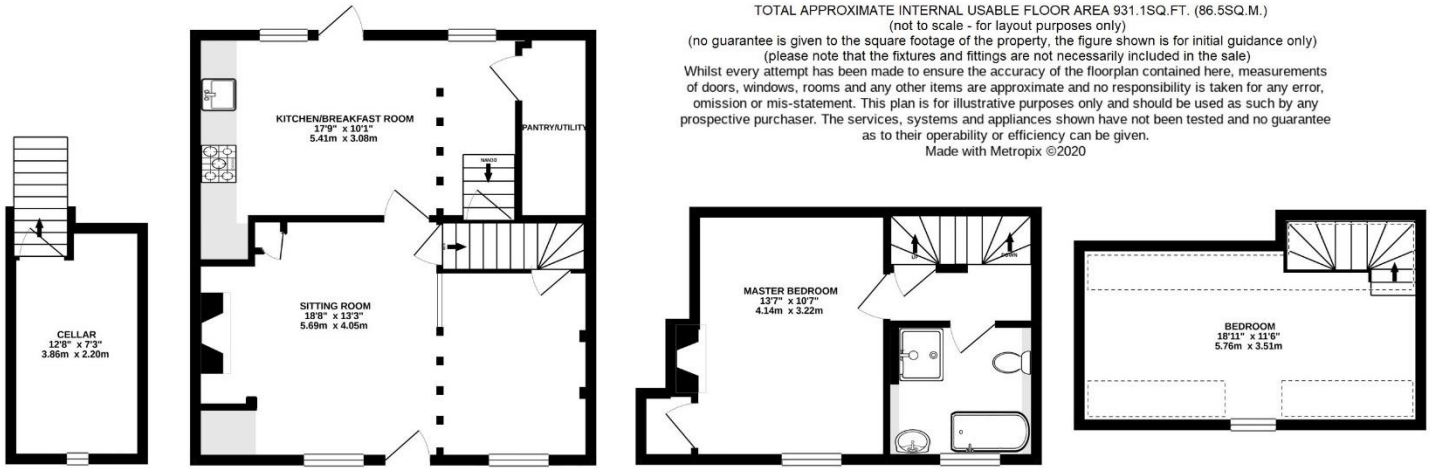 TOTAL APPROXIMATE INTERNAL USABLE FLOOR AREA 931.1SQ.FT. (86.5SQ.M.)
(not to scale - for layout purposes only)
(no guarantee is given to the square footage of the property, the figure shown is for initial guidance only)
(please note that the fixtures and fittings are not necessarily included in the sale)
Whilst every attempt has been made to ensure the accuracy of the floorplan contained here, measurements
of doors, windows, rooms and any other items are approximate and no responsibility is taken for any error,
omission or mis-statement. This plan is for illustrative purposes only and should be used as such by any
prospective purchaser. The services, systems and appliances shown have not been tested and no guarantee
as to their operability or efficiency can be given.
Made with Metropix ©2020
CELLAR
12'8" x 7'3"
3.86m x 2.20m
KITCHEN/BREAKFAST ROOM
17'9" x 10'1"
5.41m x 3.08m
PANTRY/UTILITY
DOWN
SITTING ROOM
18'8" x 13'3"
5.69m x 4.05m
UP
MASTER BEDROOM
13'7" x 10'7"
4.14m x 3.22m
UP
DOWN
BEDROOM
18'11" x 11'6"
5.76m x 3.51m